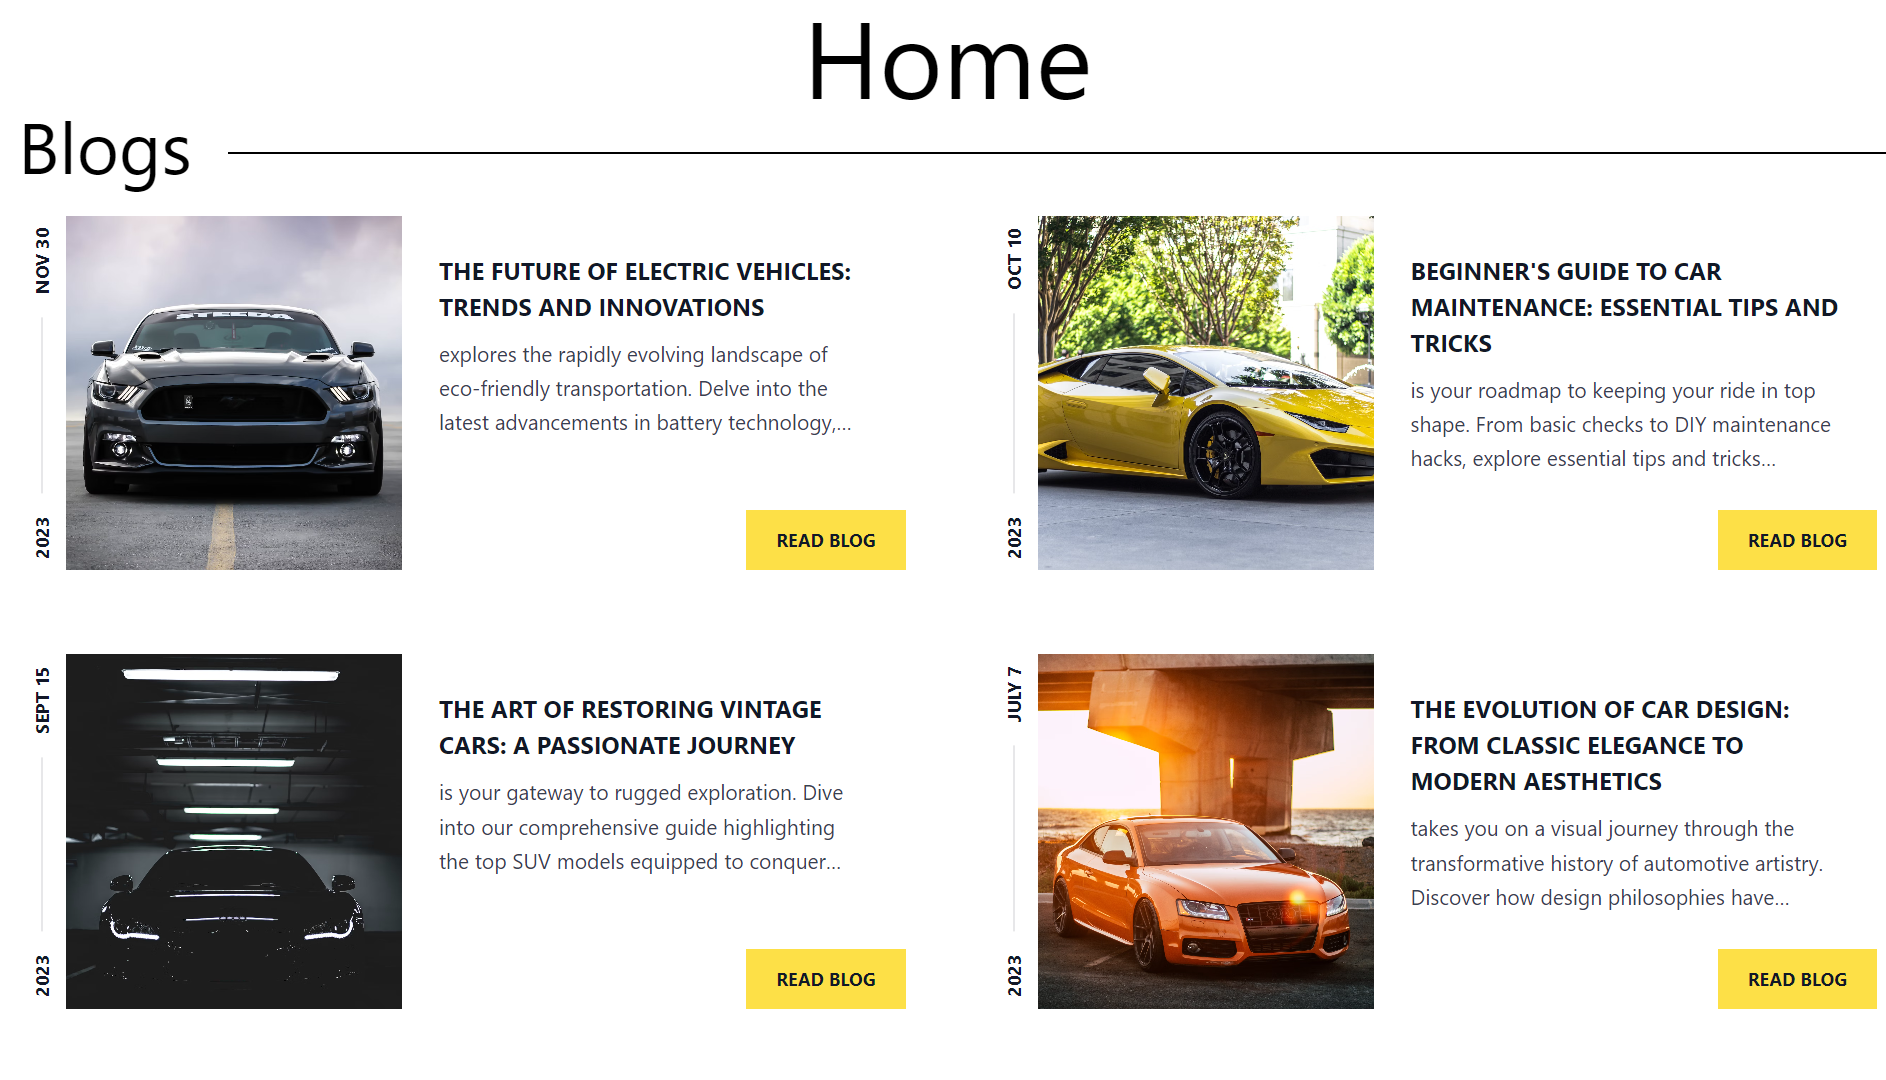 Home
Blogs
NOV 30
2023
STEEDA
THE FUTURE OF ELECTRIC VEHICLES:
TRENDS AND INNOVATIONS
explores the rapidly evolving landscape of
eco-friendly transportation. Delve into the
latest advancements in battery technology,...
READ BLOG
OCT 10
2023
BEGINNER'S GUIDE TO CAR
MAINTENANCE: ESSENTIAL TIPS AND
TRICKS
is your roadmap to keeping your ride in top
shape. From basic checks to DIY maintenance
hacks, explore essential tips and tricks...
READ BLOG
SEPT 15
2023
THE ART OF RESTORING VINTAGE
CARS: A PASSIONATE JOURNEY
is your gateway to rugged exploration. Dive
into our comprehensive guide highlighting
the top SUV models equipped to conquer...
READ BLOG
JULY 7
2023
THE EVOLUTION OF CAR DESIGN:
FROM CLASSIC ELEGANCE TO
MODERN AESTHETICS
takes you on a visual journey through the
transformative history of automotive artistry.
Discover how design philosophies have...
READ BLOG